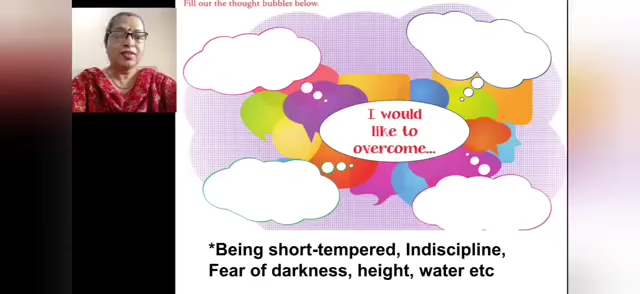 Fill out the thought bubbles below.
I would
like to
overcome...
*Being short-tempered, Indiscipline,
Fear of darkness, height, water etc